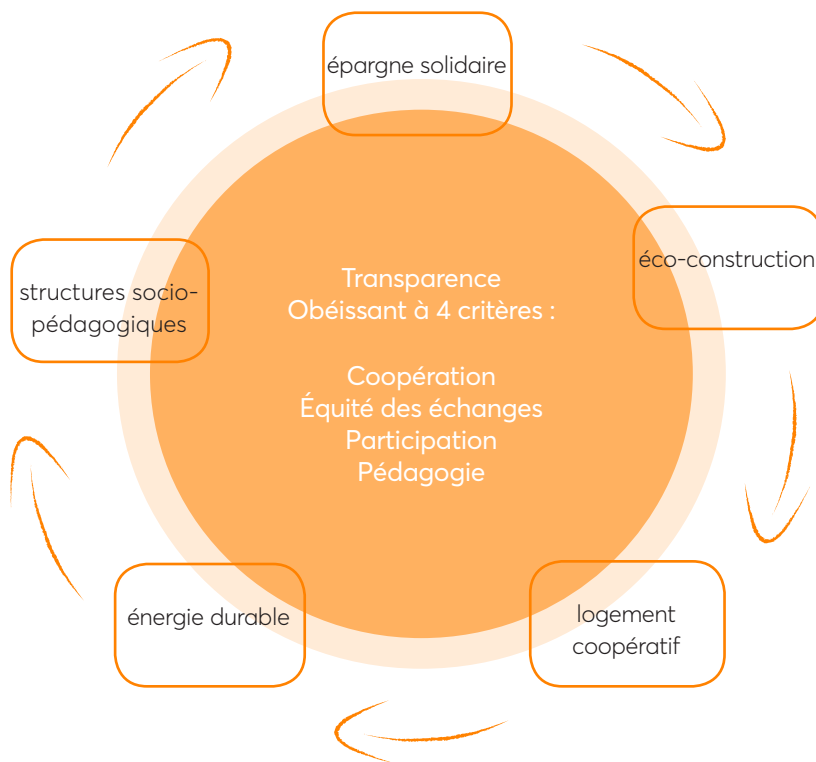 épargne solidaire
éco-construction
structures socio-
pédagogiques
Transparence
Obéissant à 4 critères :
Coopération
Équité des échanges
Participation
Pédagogie
énergie durable
logement
coopératif